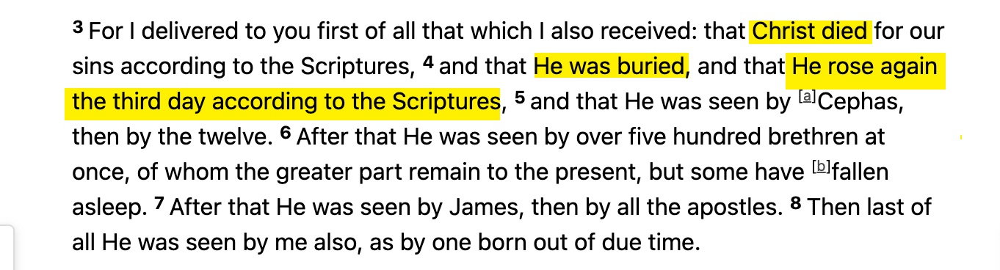 3 For I delivered to you first of all that which I also received: that Christ died for our
sins according to the Scriptures, 4 and that He was buried, and that He rose again
the third day according to the Scriptures, 5 and that He was seen by [a]Cephas,
then by the twelve. 6 After that He was seen by over five hundred brethren at
once, of whom the greater part remain to the present, but some have [b]fallen
asleep. 7 After that He was seen by James, then by all the apostles. 8 Then last of
all He was seen by me also, as by one born out of due time.